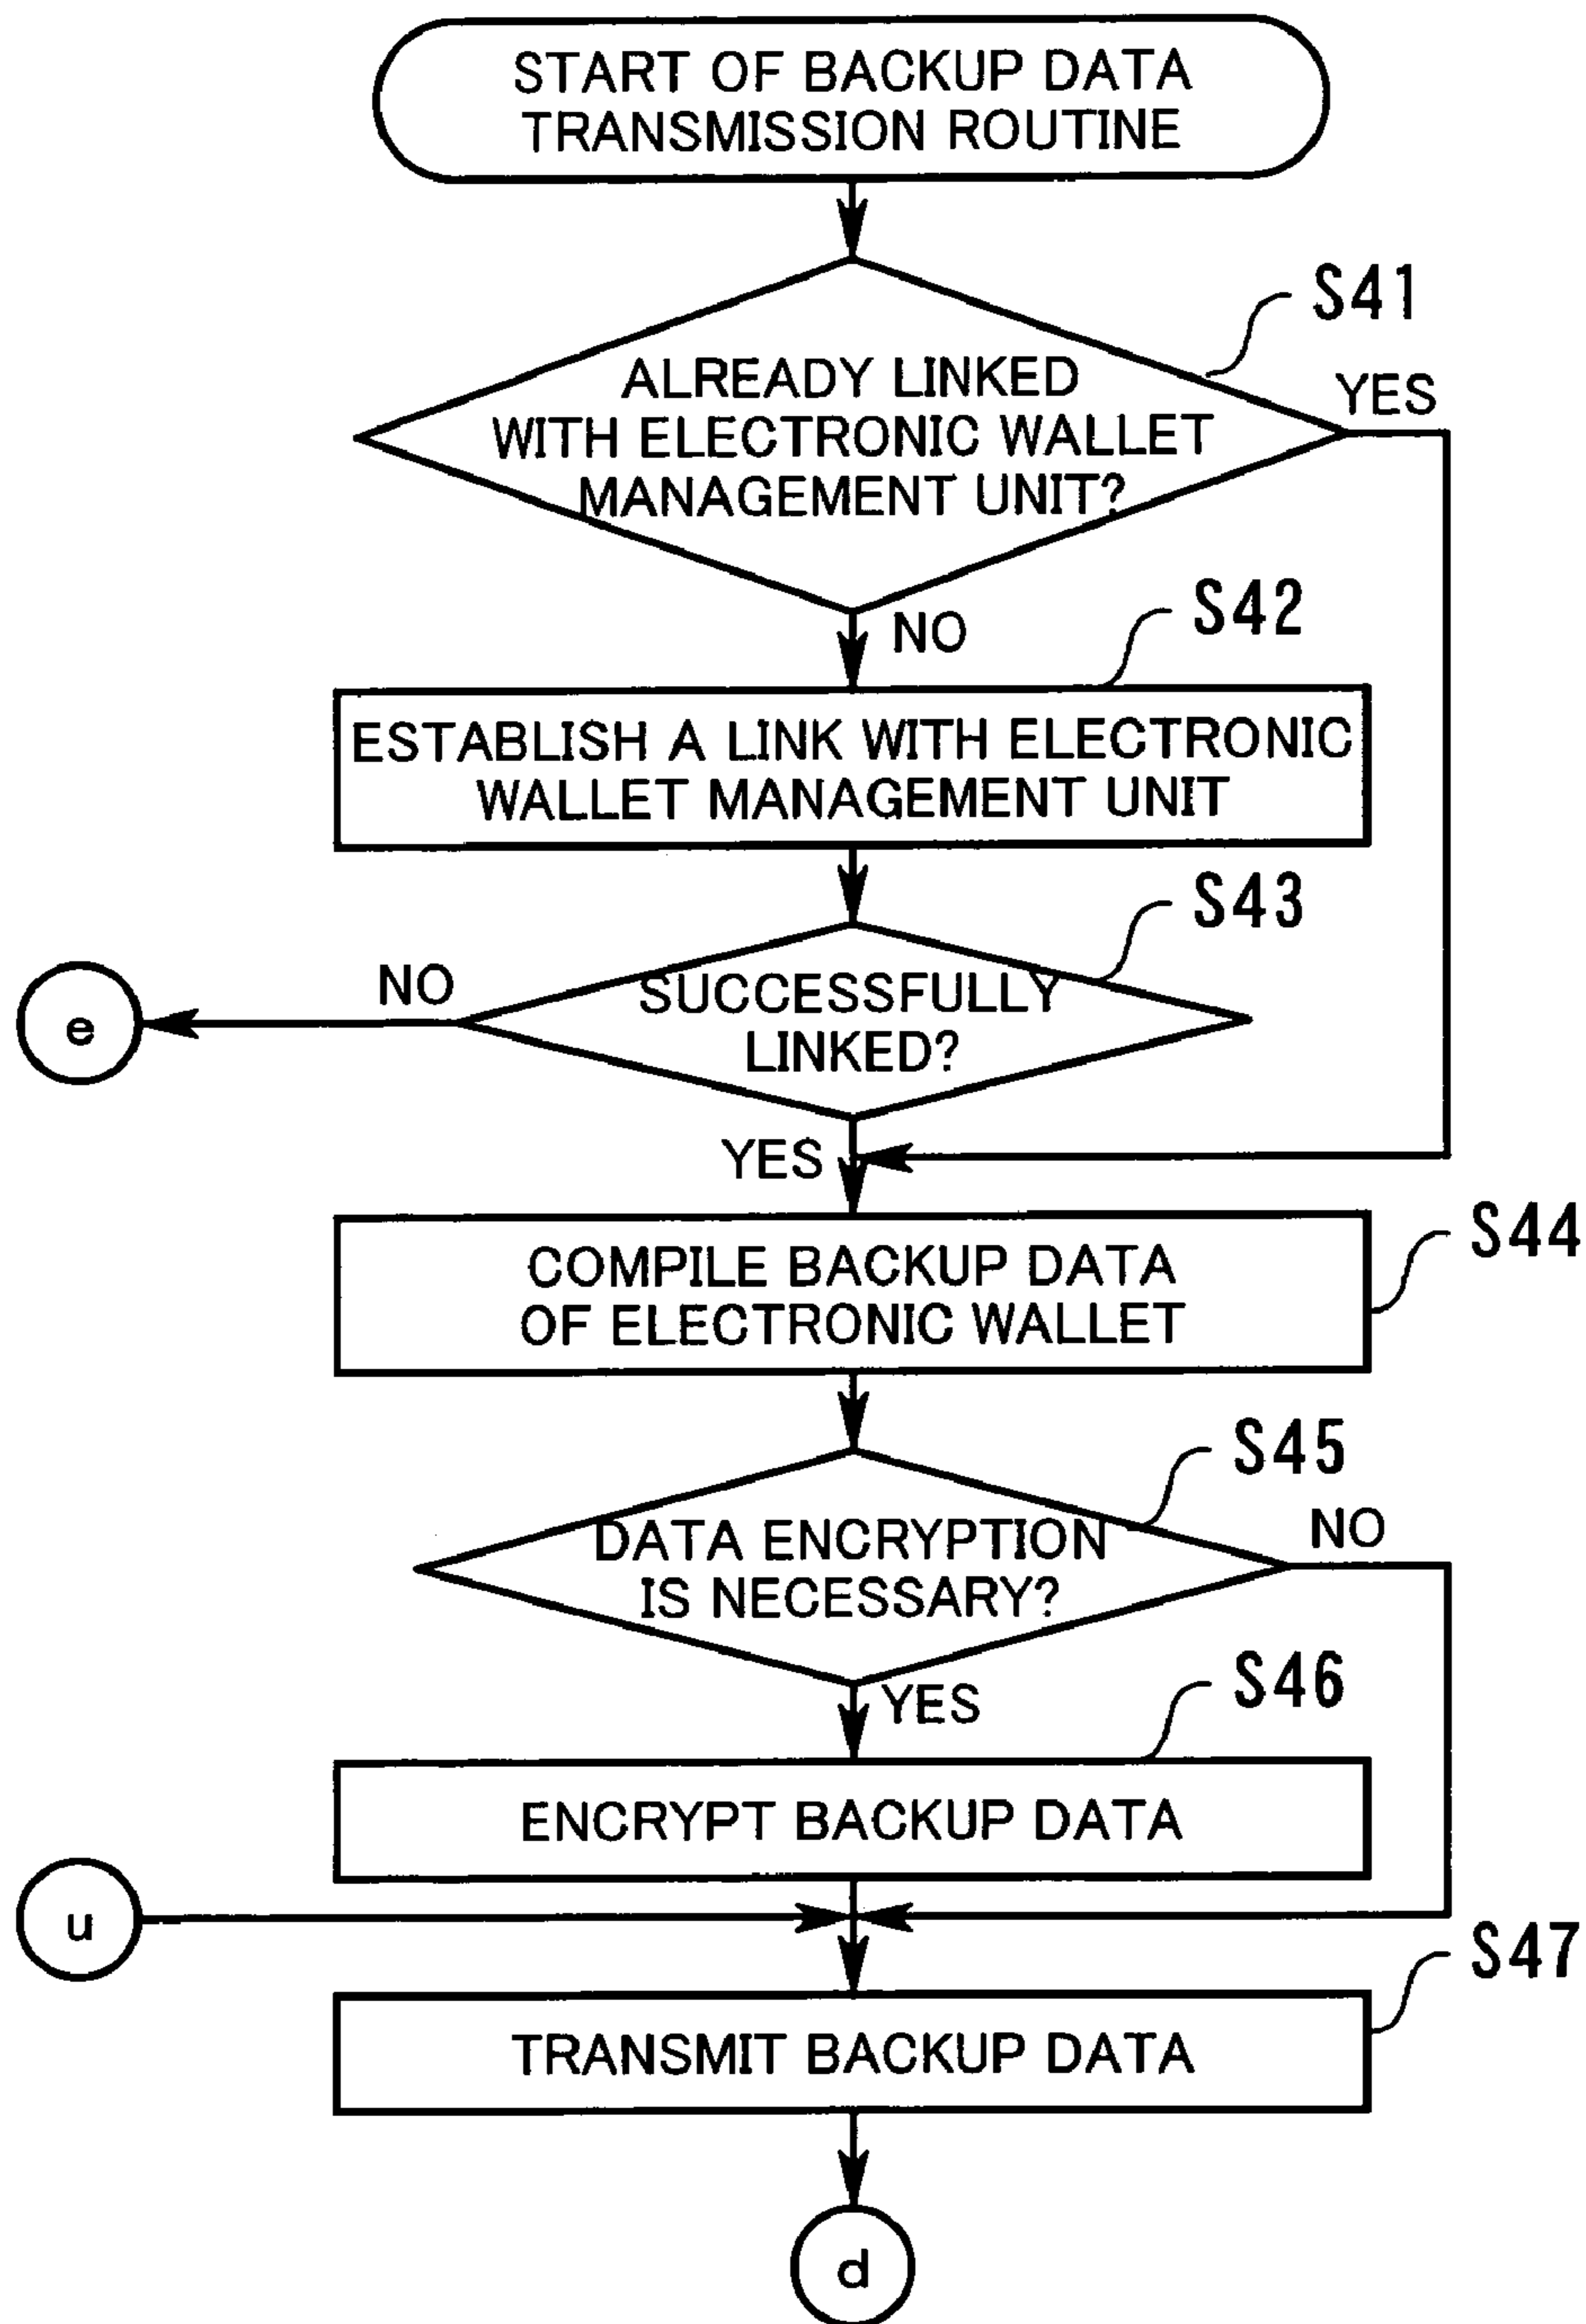 START OF BACKUP DATA
TRANSMISSION ROUTINE
S41
ALREADY LINKED
WITH ELECTRONIC WALLET
MANAGEMENT UNIT?
YES
NO
S42
ESTABLISH A LINK WITH ELECTRONIC
WALLET MANAGEMENT UNIT
S43
NO
SUCCESSFULLY
LINKED?
e
YES
S44
COMPILE BACKUP DATA
OF ELECTRONIC WALLET
S45
DATA ENCRYPTION
IS NECESSARY?
NO
YES
S46
ENCRYPT BACKUP DATA
u
S47
TRANSMIT BACKUP DATA
d